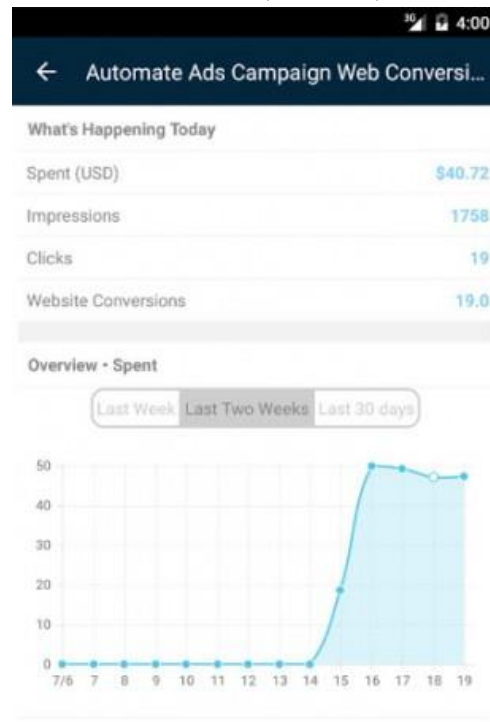 3G 4:00
← Automate Ads Campaign Web Conversi...
What's Happening Today
Spent (USD) $40.72
Impressions 1758
Clicks 19
Website Conversions 19.0
Overview • Spent
Last Week Last Two Weeks Last 30 days
50
40
30
20
10
0
7/6 7 8 9 10 11 12 13 14 15 16 17 18 19